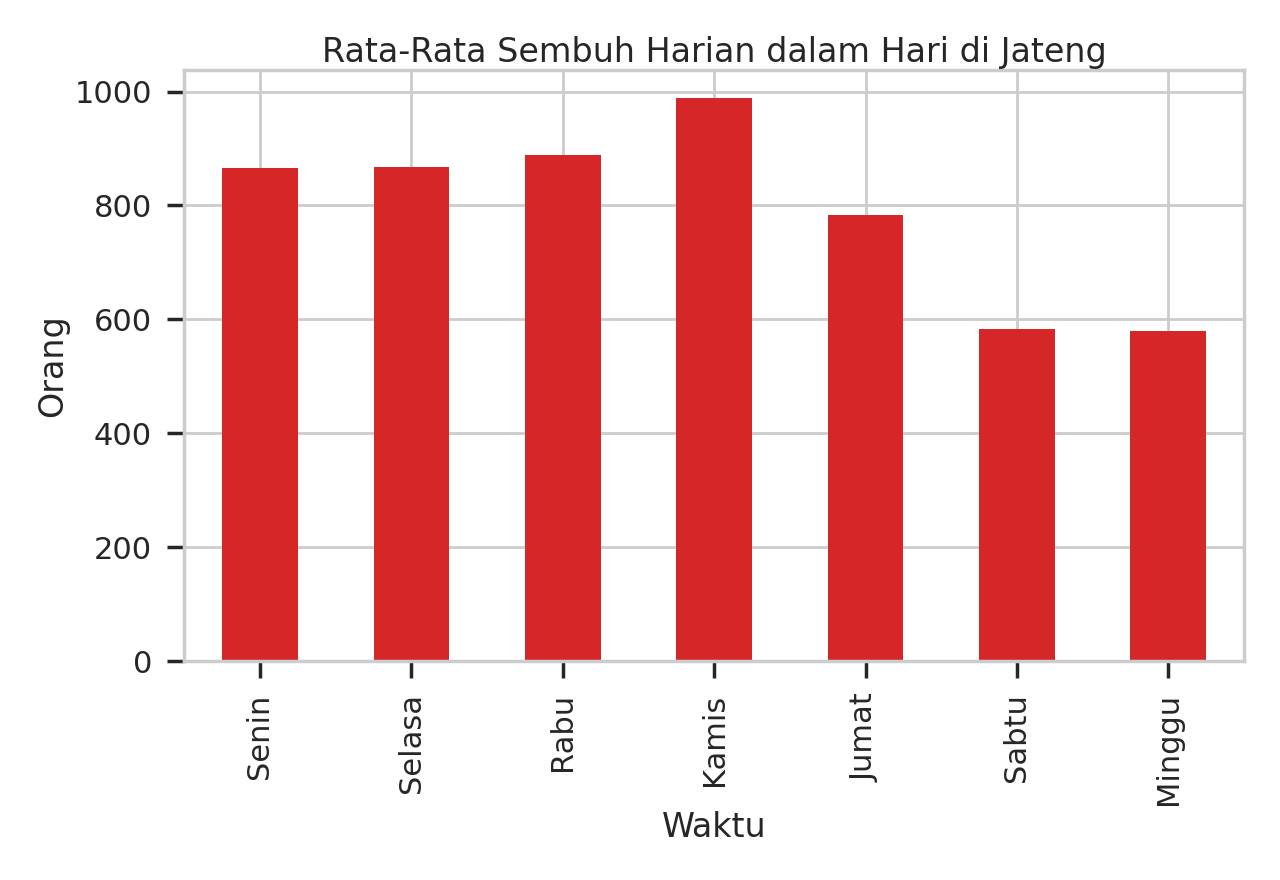 Rata-Rata Sembuh Harian dalam Hari di Jateng
Orang
1000
800
600
400
200
0
Senin
Selasa
Rabu
Kamis
Jumat
Sabtu
Minggu
Waktu